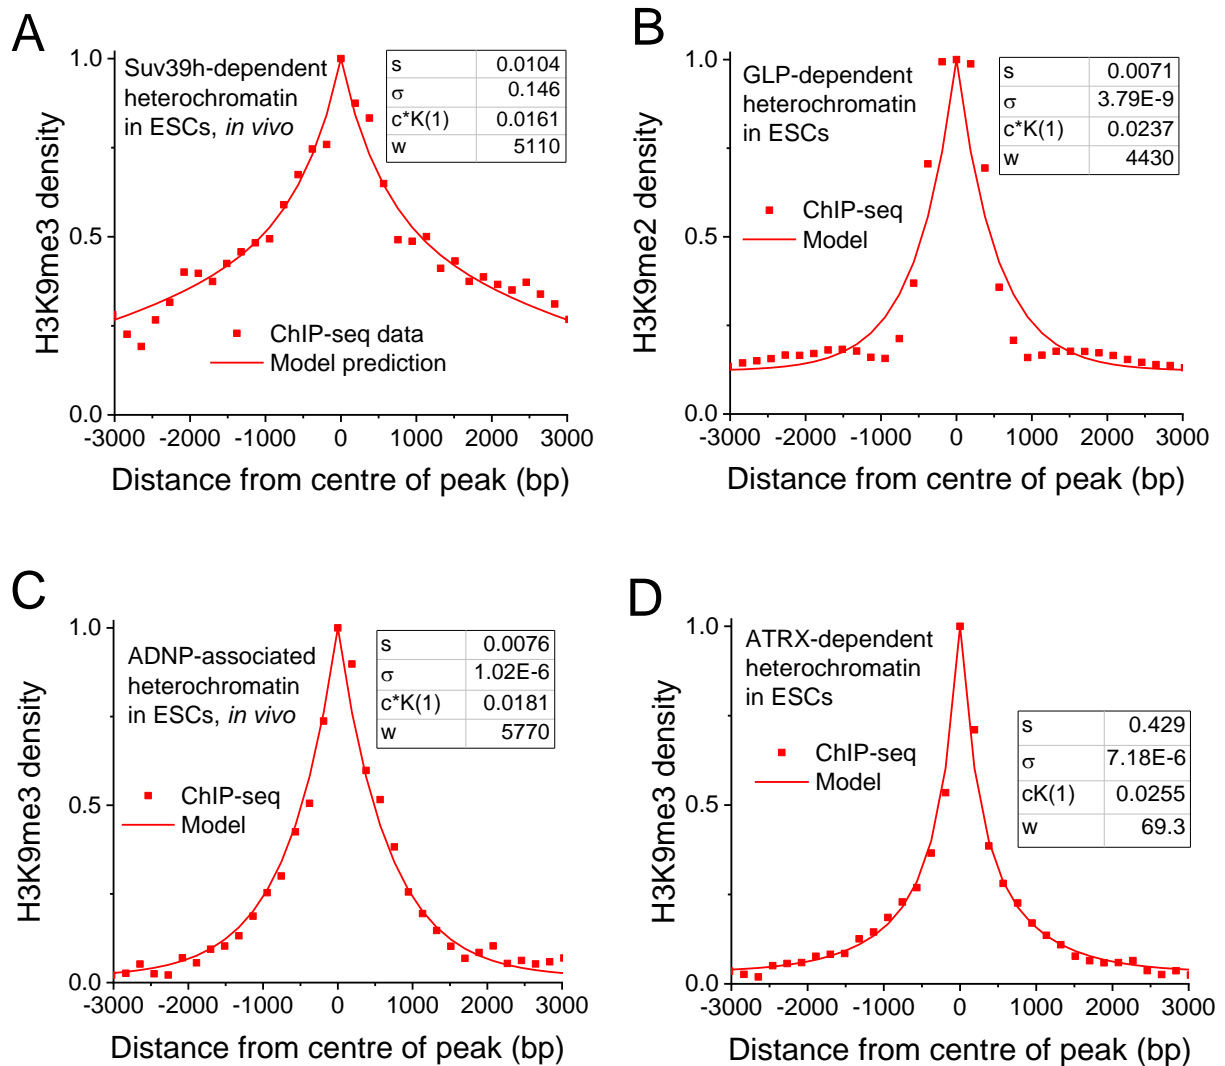 A
Suv39h-dependent
heterochromatin
in ESCs, in vivo
s 0.0104
σ 0.146
c*K(1) 0.0161
w 5110
ChIP-seq data
Model prediction
H3K9me3 density
1.0
0.5
0.0
-3000 -2000 -1000 0 1000 2000 3000
Distance from centre of peak (bp)
B
GLP-dependent
heterochromatin
in ESCs
s 0.0071
σ 3.79E-9
c*K(1) 0.0237
w 4430
ChIP-seq
Model
H3K9me2 density
1.0
0.5
0.0
-3000 -2000 -1000 0 1000 2000 3000
Distance from centre of peak (bp)
C
ADNP-associated
heterochromatin
in ESCs, in vivo
s 0.0076
σ 1.02E-6
c*K(1) 0.0181
w 5770
ChIP-seq
Model
H3K9me3 density
1.0
0.5
0.0
-3000 -2000 -1000 0 1000 2000 3000
Distance from centre of peak (bp)
D
ATRX-dependent
heterochromatin
in ESCs
s 0.429
σ 7.18E-6
cK(1) 0.0255
w 69.3
ChIP-seq
Model
H3K9me3 density
1.0
0.5
0.0
-3000 -2000 -1000 0 1000 2000 3000
Distance from centre of peak (bp)